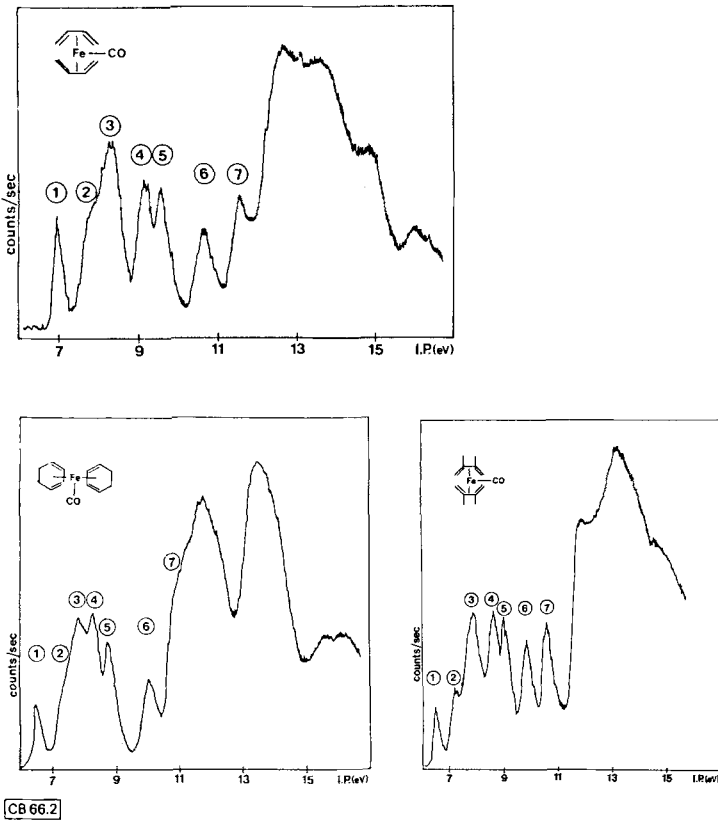 Fe CO
① ② ③ ④ ⑤ ⑥ ⑦
counts/sec
7 9 11 13 15 I.P.(eV)
Fe
CO
① ② ③ ④ ⑤ ⑥ ⑦
counts/sec
7 9 11 13 15 I.P.(eV)
Fe CO
① ② ③ ④ ⑤ ⑥ ⑦
counts/sec
7 9 11 13 15 I.P.(eV)
CB 66.2